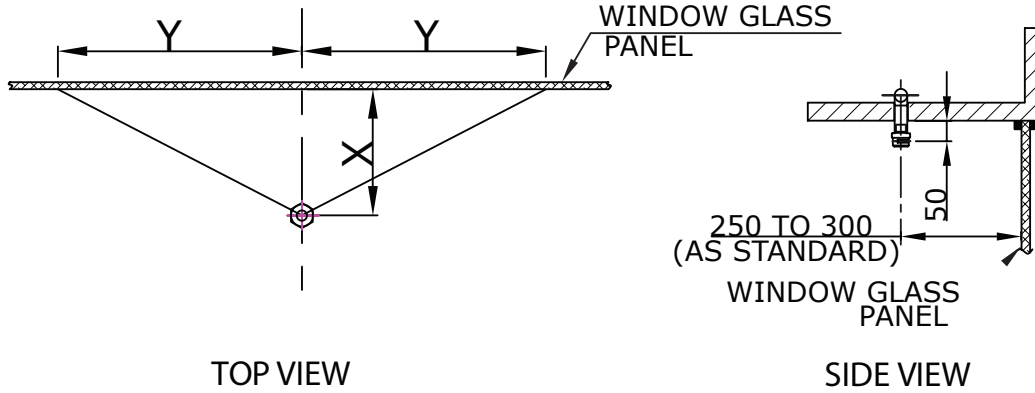 Y
Y
WINDOW GLASS
PANEL
X
TOP VIEW
50
250 TO 300
(AS STANDARD)
WINDOW GLASS
PANEL
SIDE VIEW